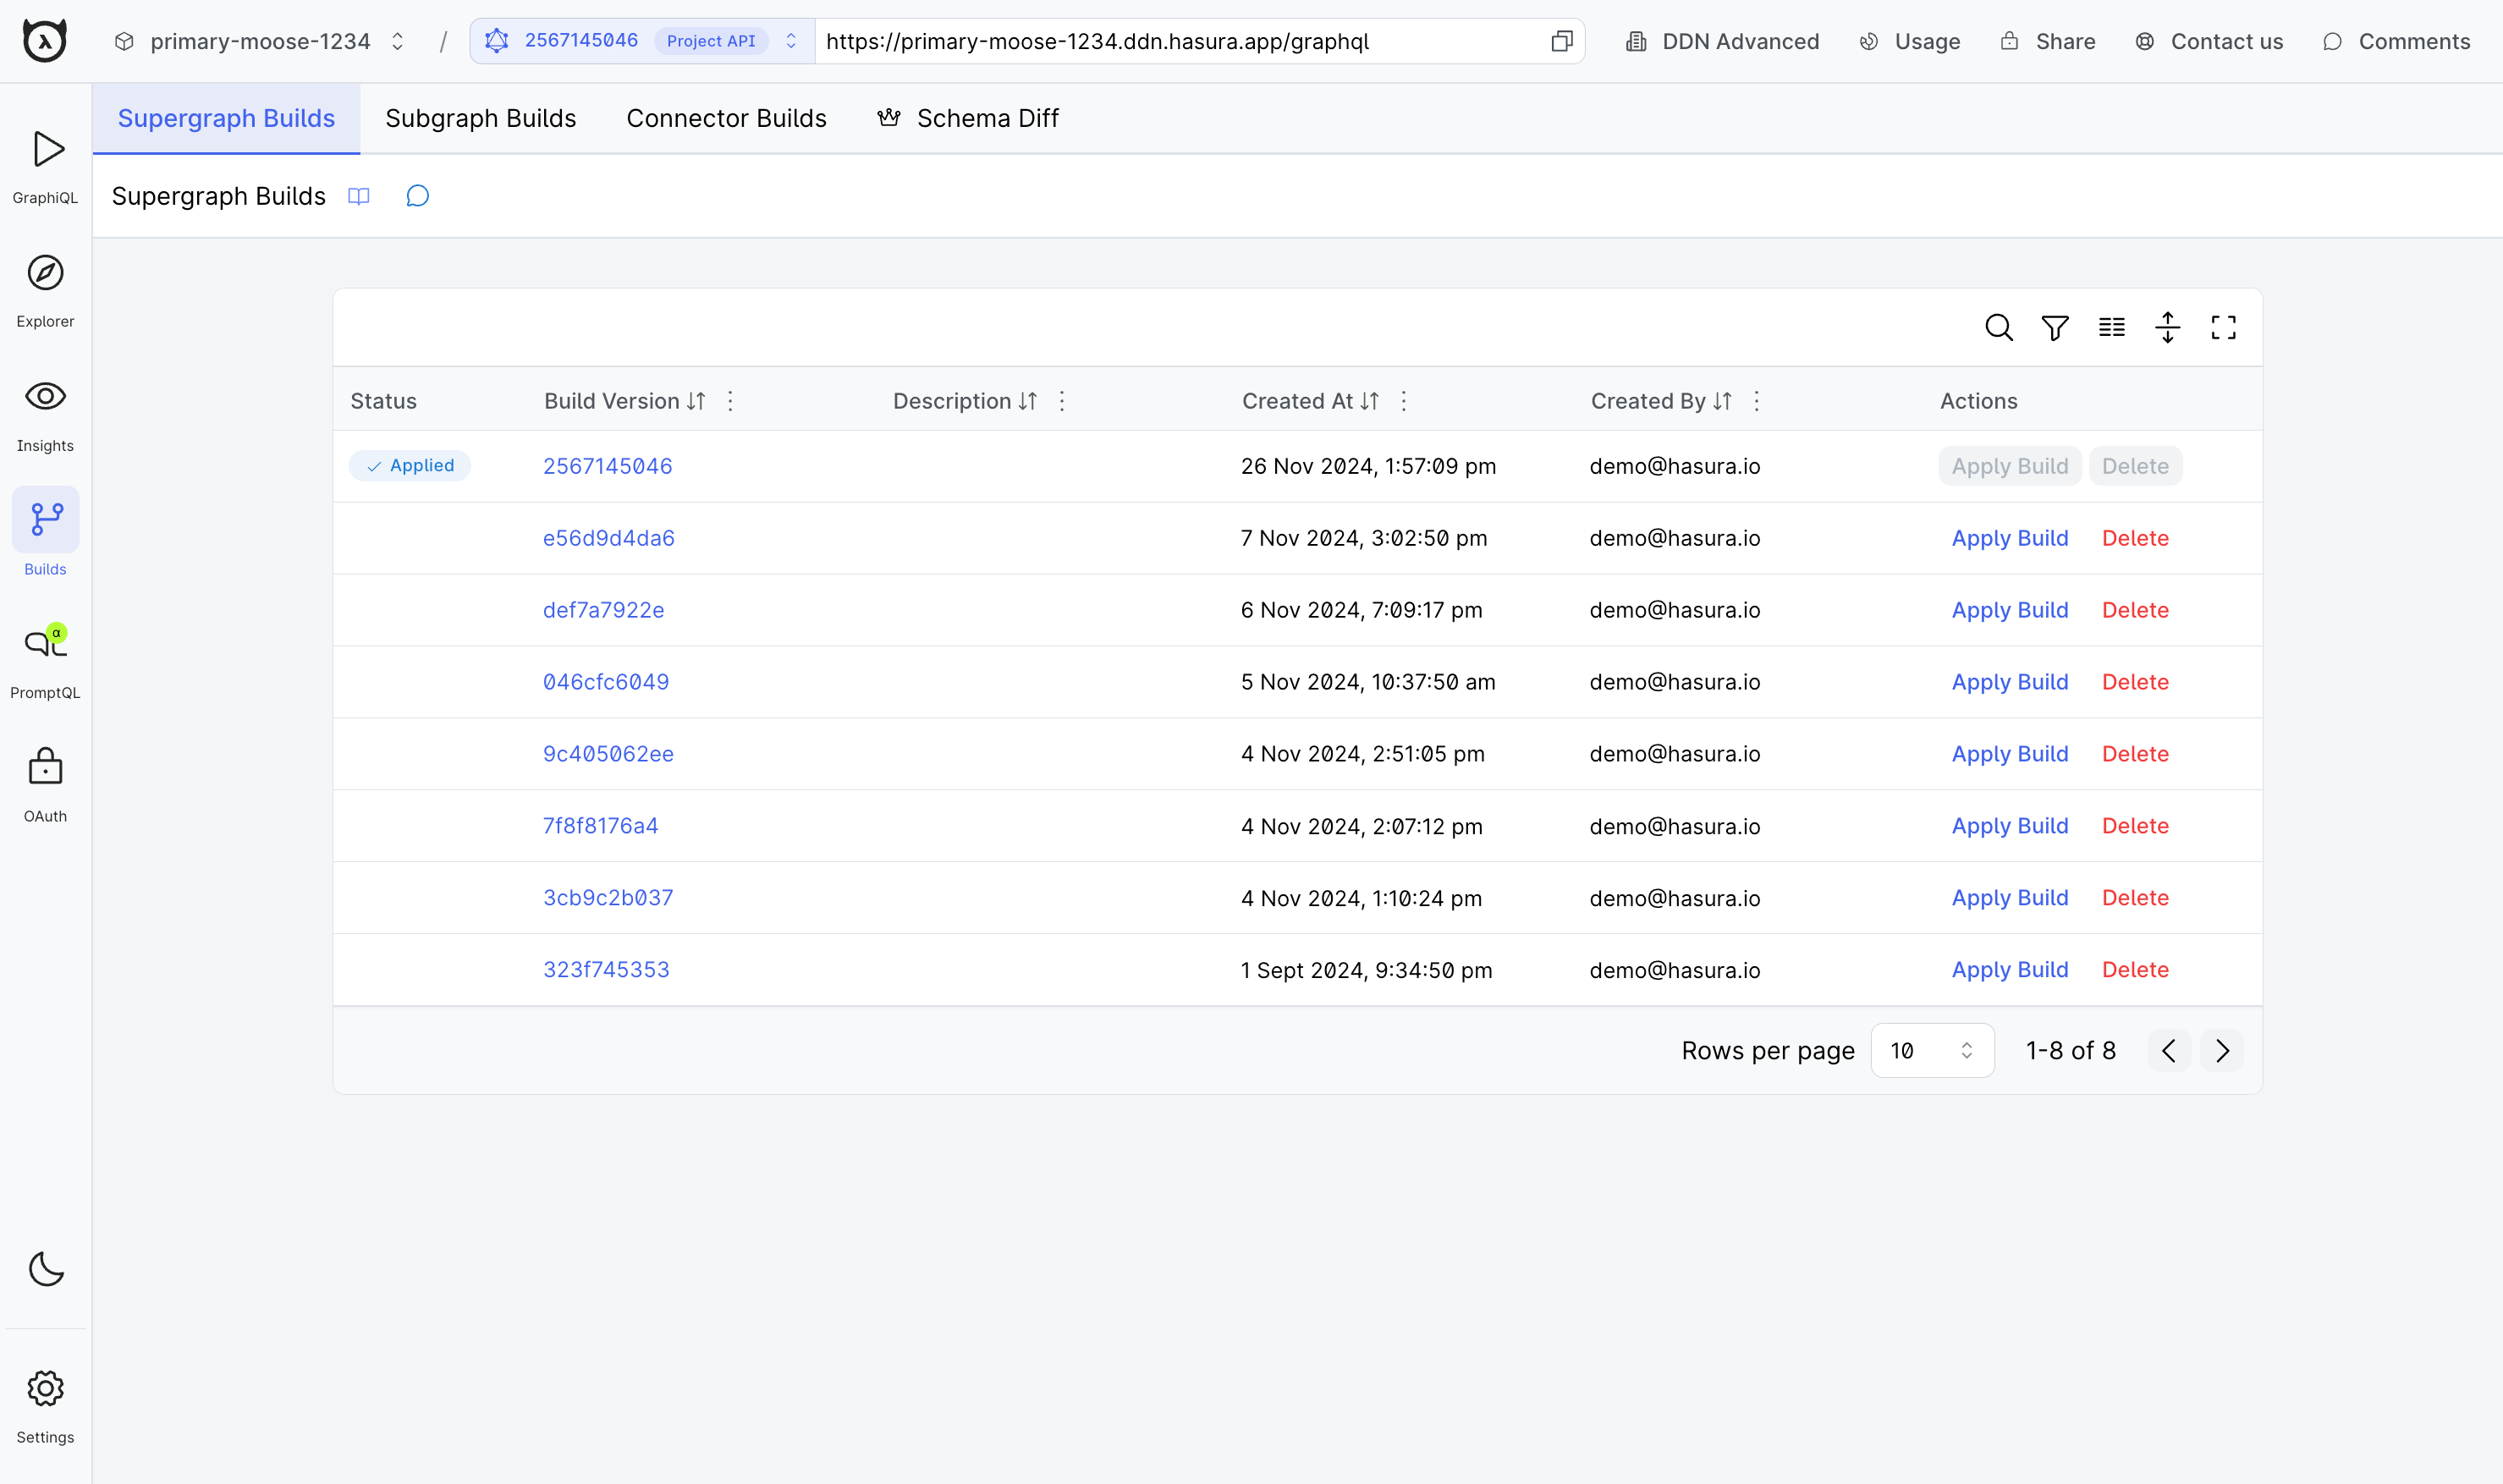 primary-moose-1234 / 2567145046 Project API https://primary-moose-1234.ddn.hasura.app/graphql DDN Advanced Usage Share Contact us Comments
Supergraph Builds Subgraph Builds Connector Builds Schema Diff
Supergraph Builds
GraphiQL
Explorer
Insights
Builds
α
PromptQL
OAuth
Settings
Status Build Version Description Created At Created By Actions
Applied 2567145046 26 Nov 2024, 1:57:09 pm demo@hasura.io Apply Build Delete
e56d9d4da6 7 Nov 2024, 3:02:50 pm demo@hasura.io Apply Build Delete
def7a7922e 6 Nov 2024, 7:09:17 pm demo@hasura.io Apply Build Delete
046cfc6049 5 Nov 2024, 10:37:50 am demo@hasura.io Apply Build Delete
9c405062ee 4 Nov 2024, 2:51:05 pm demo@hasura.io Apply Build Delete
7f8f8176a4 4 Nov 2024, 2:07:12 pm demo@hasura.io Apply Build Delete
3cb9c2b037 4 Nov 2024, 1:10:24 pm demo@hasura.io Apply Build Delete
323f745353 1 Sept 2024, 9:34:50 pm demo@hasura.io Apply Build Delete
Rows per page 10 1-8 of 8